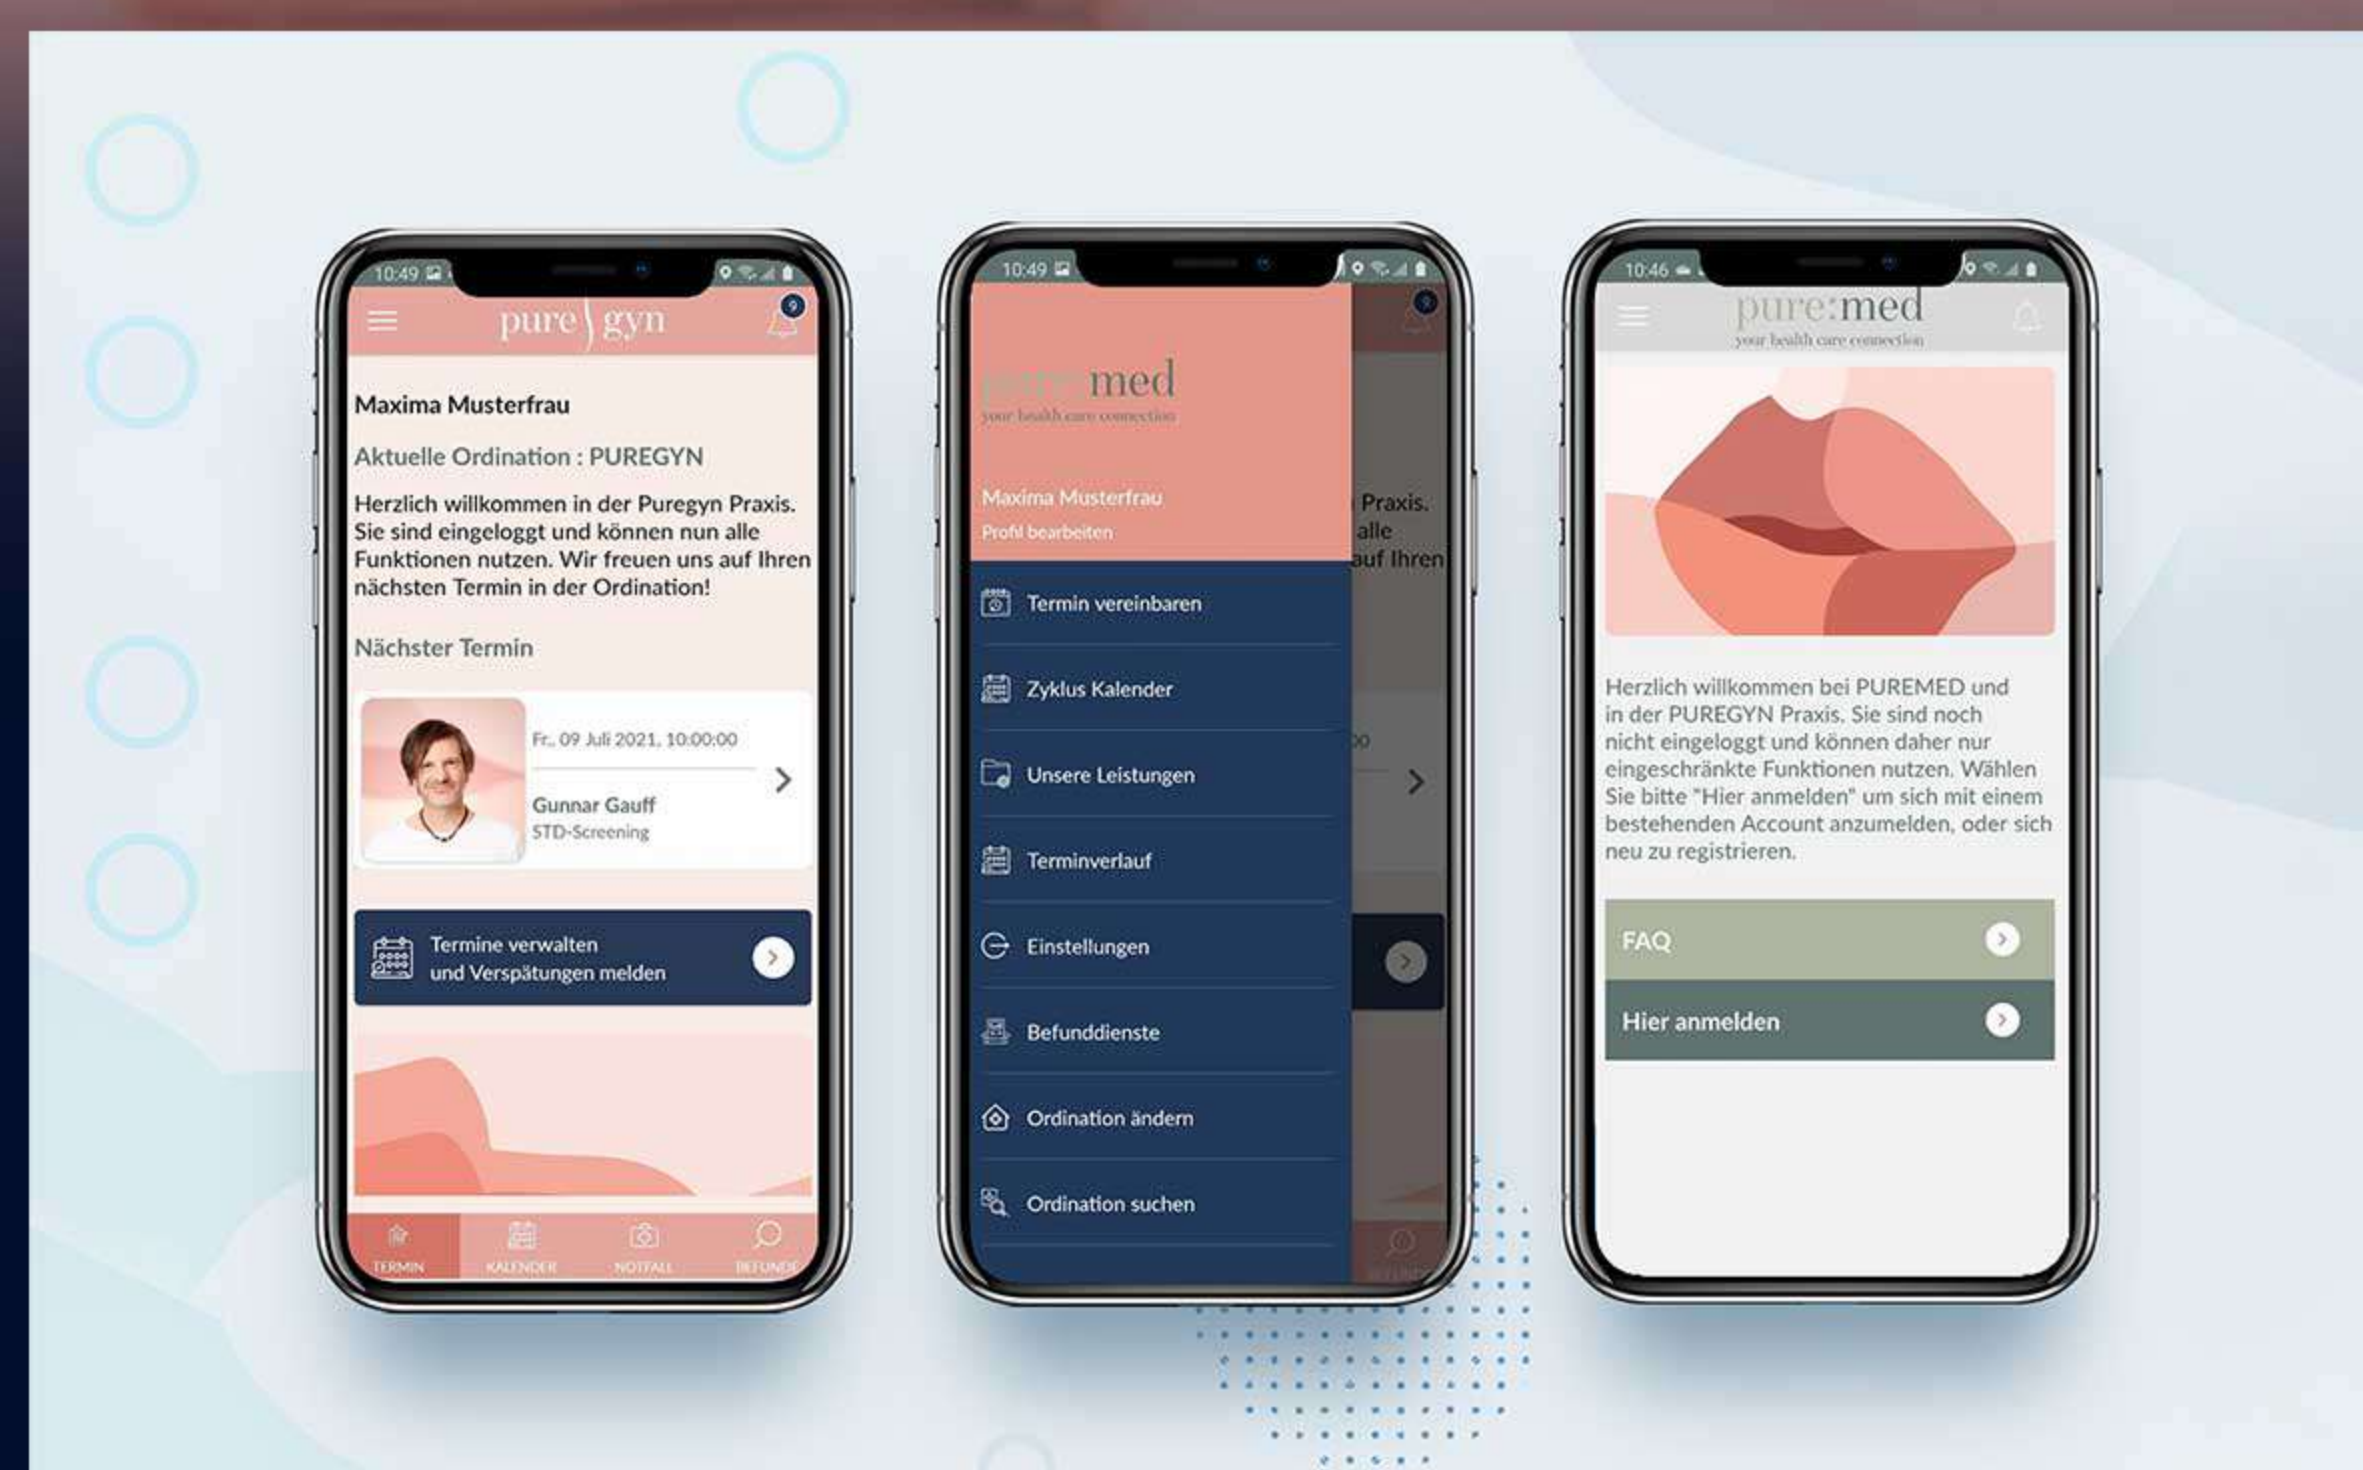 10:49
pure gyn
9
Maxima Musterfrau
Aktuelle Ordination : PUREGYN
Herzlich willkommen in der Puregyn Praxis.
Sie sind eingeloggt und können nun alle
Funktionen nutzen. Wir freuen uns auf Ihren
nächsten Termin in der Ordination!
Nächster Termin
Fr., 09 Juli 2021, 10:00:00
Gunnar Gauff
STD-Screening
Termine verwalten
und Verspätungen melden
TERMIN
KALENDER
NOTFALL
BEFUNDE
10:49
9
pure:med
your health care connection
Maxima Musterfrau
Profil bearbeiten
Praxis.
alle
auf Ihren
Termin vereinbaren
Zyklus Kalender
Unsere Leistungen
00
Terminverlauf
Einstellungen
Befunddienste
Ordination ändern
Ordination suchen
BEFUNDE
10:46
pure:med
your health care connection
Herzlich willkommen bei PUREMED und
in der PUREGYN Praxis. Sie sind noch
nicht eingeloggt und können daher nur
eingeschränkte Funktionen nutzen. Wählen
Sie bitte "Hier anmelden" um sich mit einem
bestehenden Account anzumelden, oder sich
neu zu registrieren.
FAQ
Hier anmelden